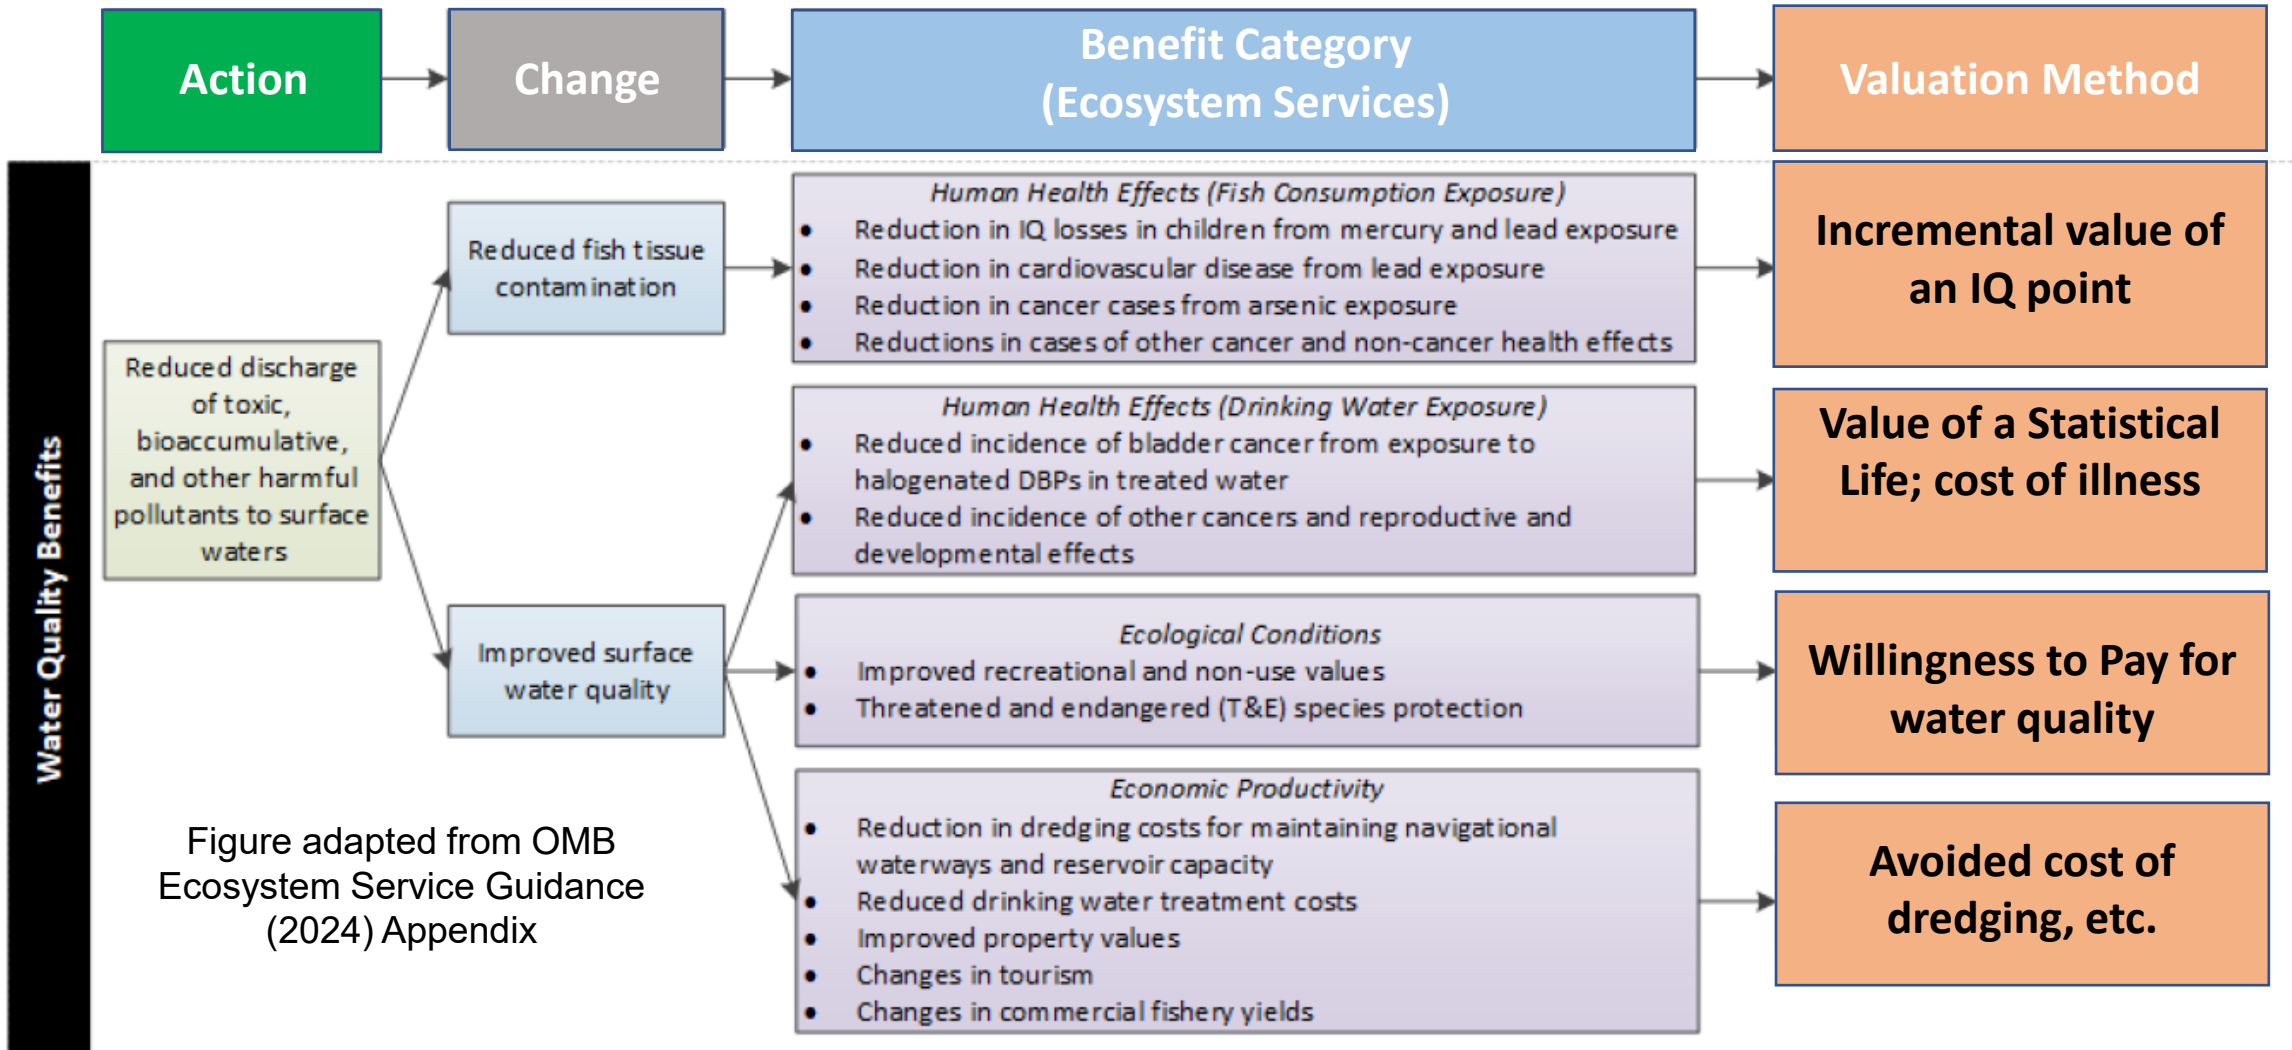 Action
Change
Benefit Category
(Ecosystem Services)
Valuation Method
Water Quality Benefits
Reduced discharge
of toxic,
bioaccumulative,
and other harmful
pollutants to surface
waters
Reduced fish tissue
contamination
Improved surface
water quality
Human Health Effects (Fish Consumption Exposure)
• Reduction in IQ losses in children from mercury and lead exposure
• Reduction in cardiovascular disease from lead exposure
• Reduction in cancer cases from arsenic exposure
• Reductions in cases of other cancer and non-cancer health effects
Incremental value of
an IQ point
Human Health Effects (Drinking Water Exposure)
• Reduced incidence of bladder cancer from exposure to
halogenated DBPs in treated water
• Reduced incidence of other cancers and reproductive and
developmental effects
Value of a Statistical
Life; cost of illness
Ecological Conditions
• Improved recreational and non-use values
• Threatened and endangered (T&E) species protection
Willingness to Pay for
water quality
Economic Productivity
• Reduction in dredging costs for maintaining navigational
waterways and reservoir capacity
• Reduced drinking water treatment costs
• Improved property values
• Changes in tourism
• Changes in commercial fishery yields
Avoided cost of
dredging, etc.
Figure adapted from OMB
Ecosystem Service Guidance
(2024) Appendix